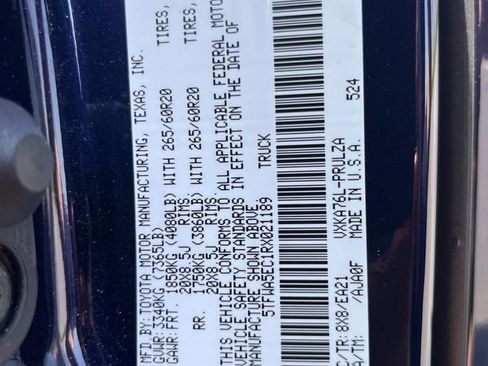 MFD.BY:TOYOTA MOTOR MANUFACTURING, TEXAS, INC.
GVWR:3340KG (7365LB)
GAWR:FRT. 1850KG (4080LB) WITH 265/60R20 TIRES,
20X8.5J RIMS
RR. 1750KG (3860LB) WITH 265/60R20 TIRES,
20X8.5J RIMS
THIS VEHICLE CONFORMS TO ALL APPLICABLE FEDERAL MOTOR
VEHICLE SAFETY STANDARDS IN EFFECT ON THE DATE OF
MANUFACTURE SHOWN ABOVE.
5TFWA5EC1RX021189 TRUCK
C/TR:8X8/EA21 VXKA76L-PRULZA
A/TM: /AJA0F MADE IN U.S.A. 524